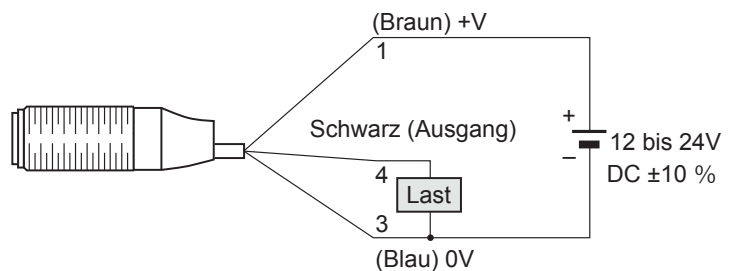 (Braun) +V
1
Schwarz (Ausgang)
+
12 bis 24V
–
DC ±10 %
4
Last
3
(Blau) 0V